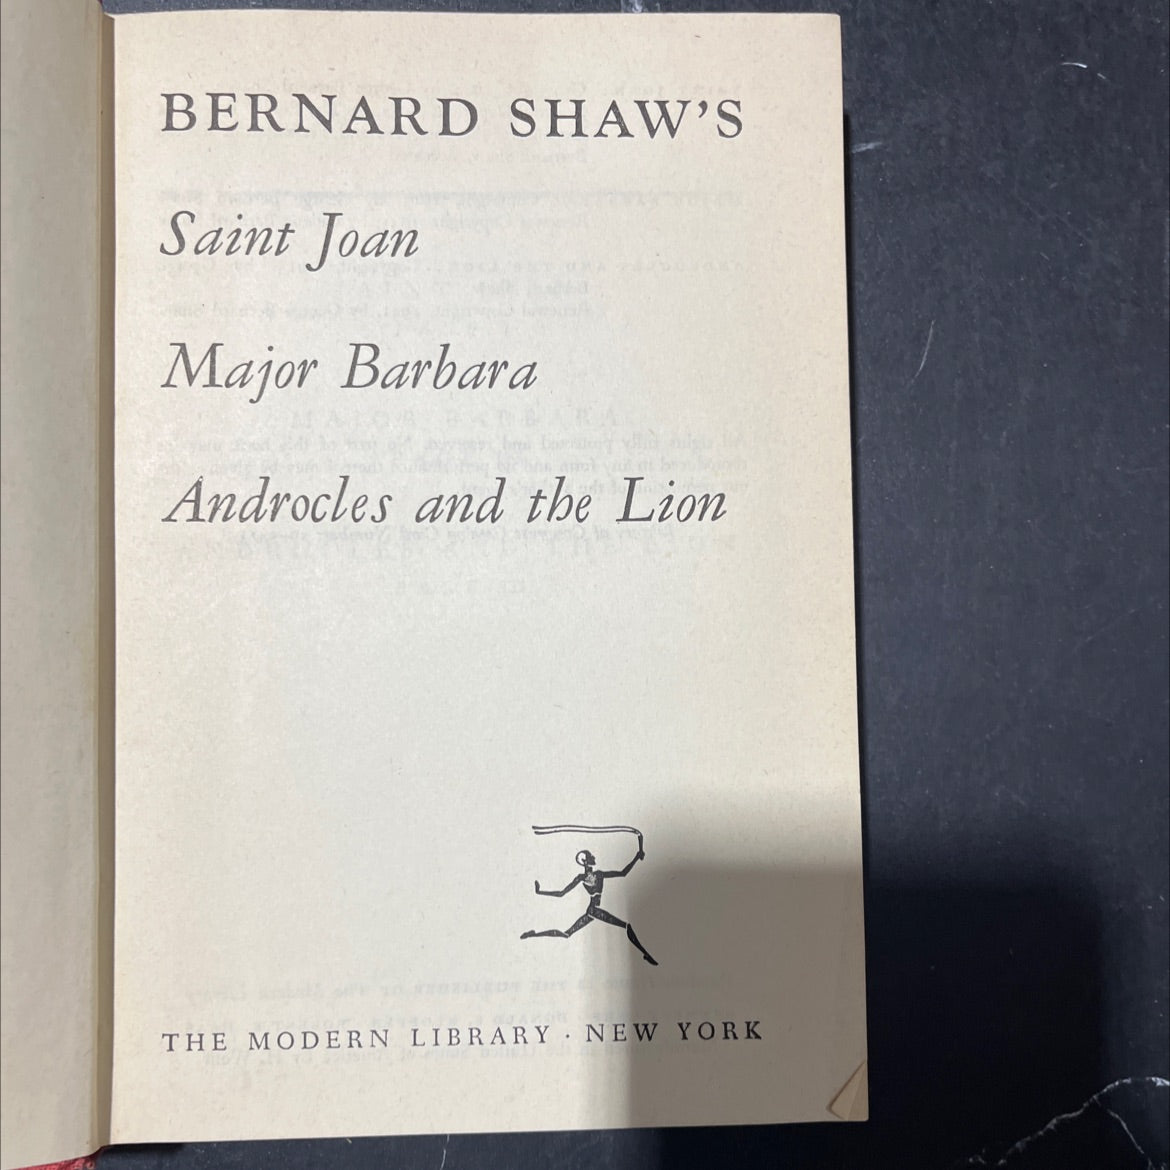 BERNARD SHAW'S
Saint Joan
Major Barbara
Androcles and the Lion
THE MODERN LIBRARY · NEW YORK